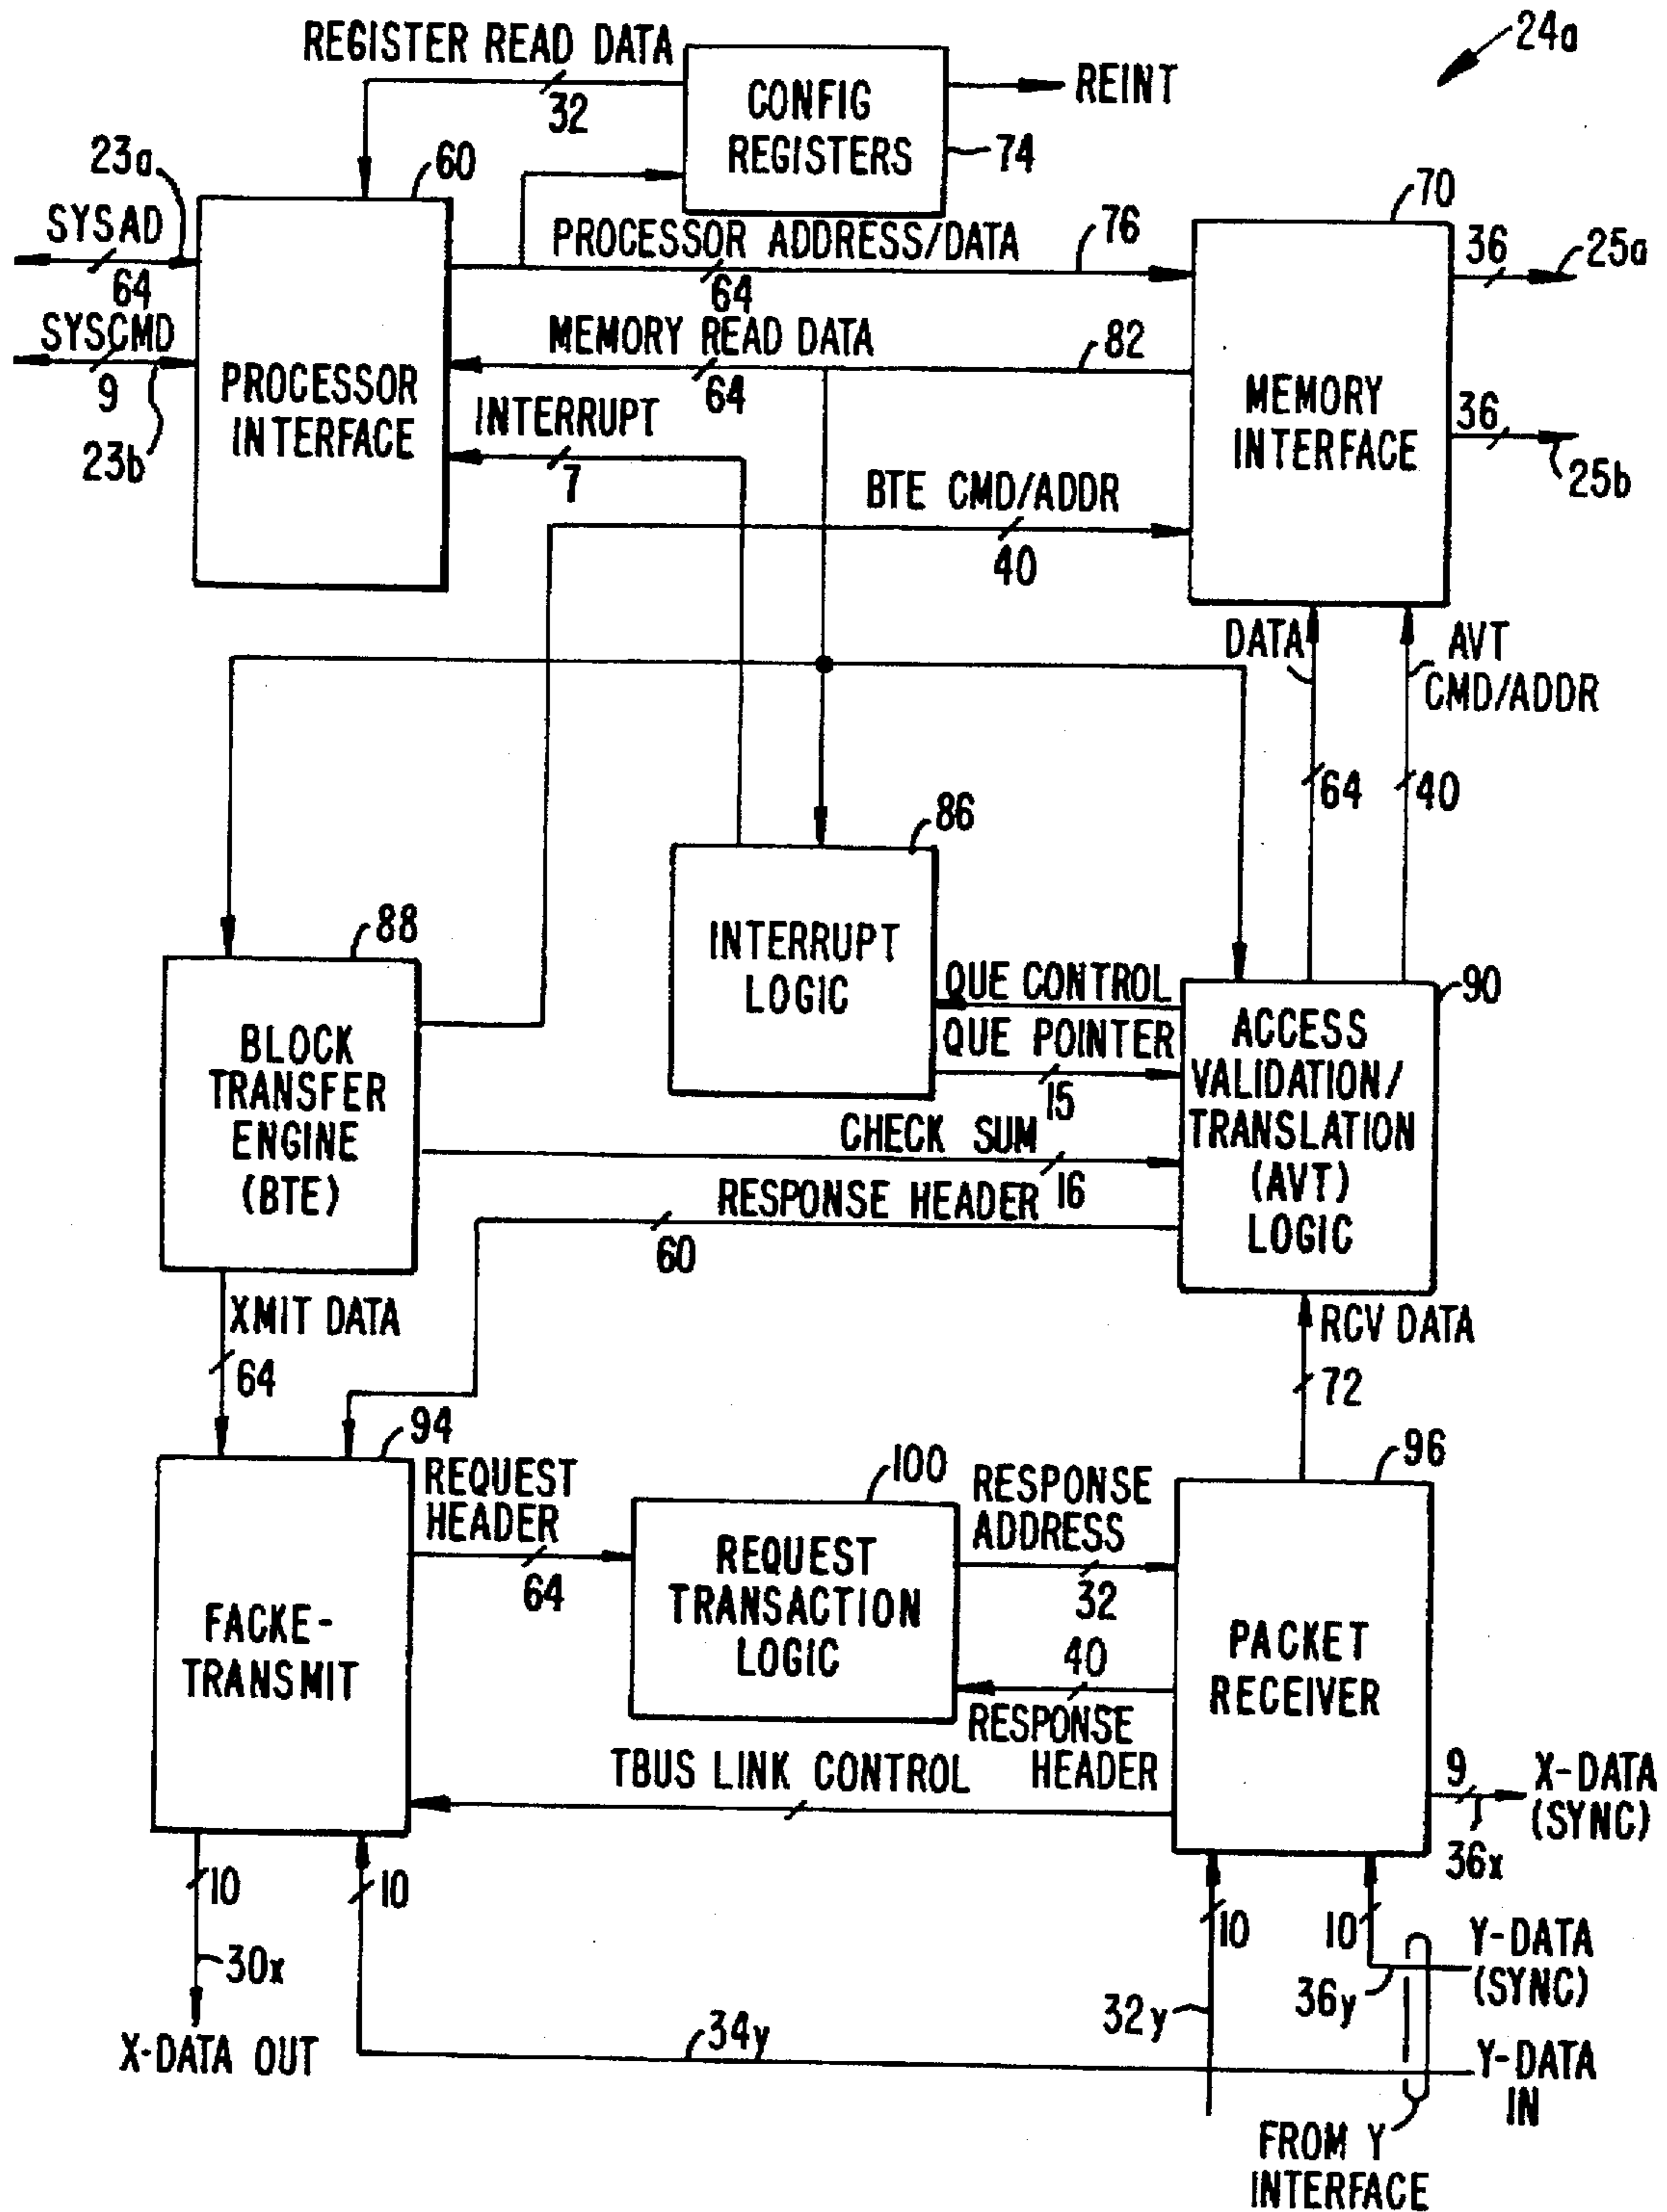 24a
REGISTER READ DATA
32
CONFIG
REGISTERS
REINT
74
23a
60
SYSAD
64
SYSCMD
9
23b
PROCESSOR
INTERFACE
PROCESSOR ADDRESS/DATA
64
76
MEMORY READ DATA
64
82
INTERRUPT
7
BTE CMD/ADDR
40
70
MEMORY
INTERFACE
36
25a
36
25b
DATA
64
AVT
CMD/ADDR
40
86
INTERRUPT
LOGIC
88
BLOCK
TRANSFER
ENGINE
(BTE)
QUE CONTROL
QUE POINTER
15
CHECK SUM
16
RESPONSE HEADER
60
90
ACCESS
VALIDATION/
TRANSLATION
(AVT)
LOGIC
XMIT DATA
64
RCV DATA
72
94
FACKE-
TRANSMIT
REQUEST
HEADER
64
100
REQUEST
TRANSACTION
LOGIC
RESPONSE
ADDRESS
32
40
RESPONSE
HEADER
TBUS LINK CONTROL
96
PACKET
RECEIVER
9
X-DATA
(SYNC)
36x
10
30x
X-DATA OUT
10
34y
10
32y
10
36y
Y-DATA
(SYNC)
Y-DATA
IN
FROM Y
INTERFACE